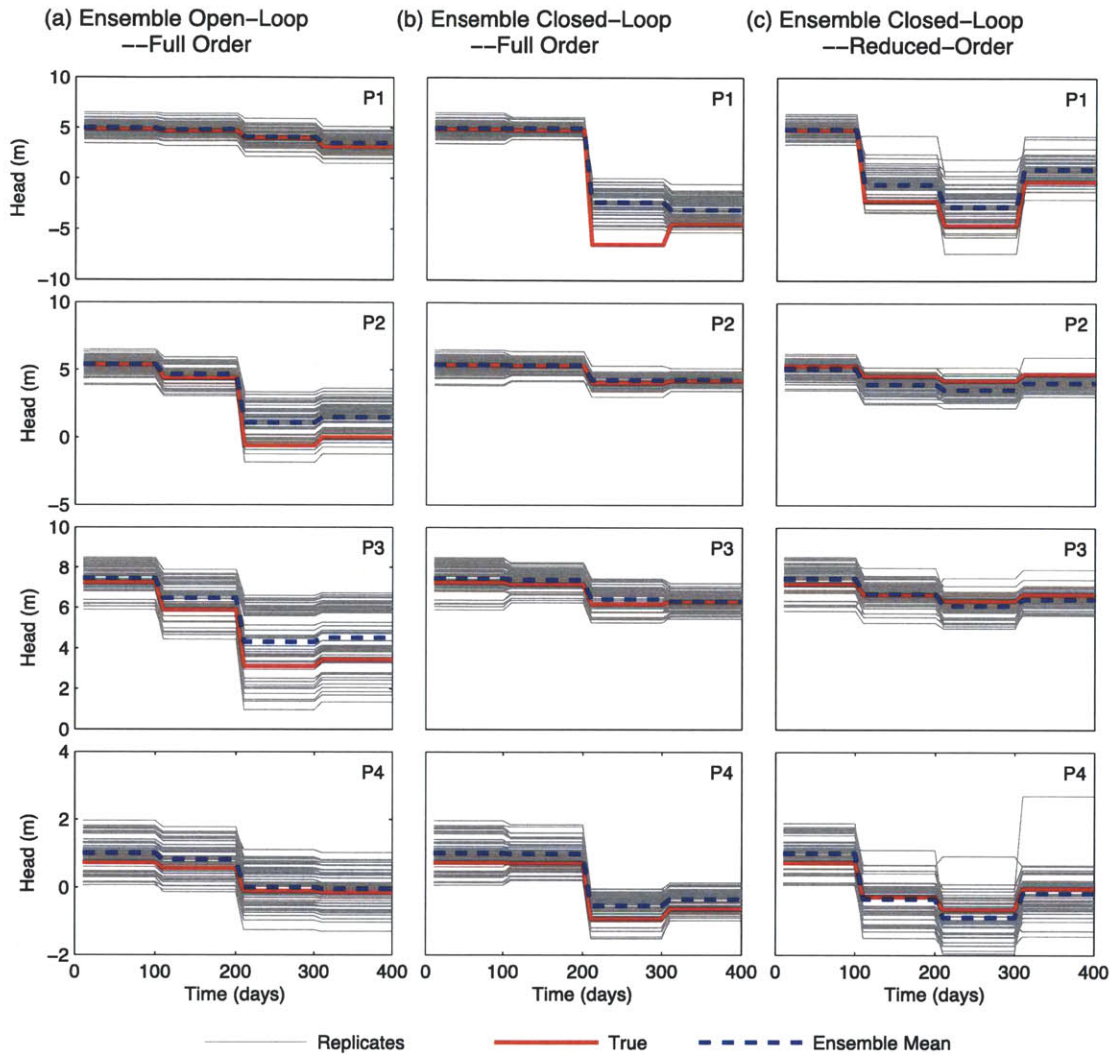 (a) Ensemble Open-Loop
--Full Order
(b) Ensemble Closed-Loop
--Full Order
(c) Ensemble Closed-Loop
--Reduced-Order
10
5
0
-5
-10
Head (m)
P1
P1
P1
10
5
0
-5
Head (m)
P2
P2
P2
10
8
6
4
2
0
Head (m)
P3
P3
P3
4
2
0
-2
Head (m)
P4
P4
P4
0 100 200 300 400
0 100 200 300 400
0 100 200 300 400
Time (days)
Time (days)
Time (days)
Replicates
True
Ensemble Mean